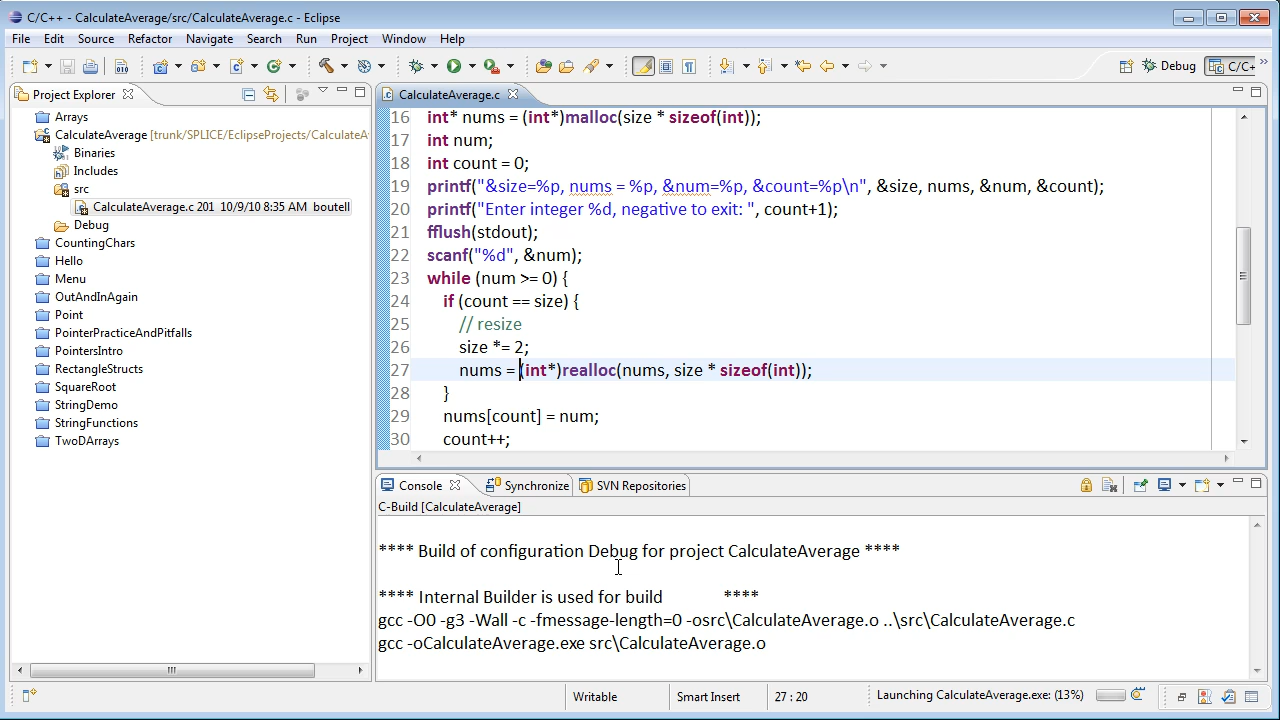 C/C++ - CalculateAverage/src/CalculateAverage.c - Eclipse
File Edit Source Refactor Navigate Search Run Project Window Help
Debug C/C++
Project Explorer
CalculateAverage.c
Arrays
CalculateAverage [trunk/SPLICE/EclipseProjects/CalculateA
Binaries
Includes
src
CalculateAverage.c 201 10/9/10 8:35 AM boutell
Debug
CountingChars
Hello
Menu
OutAndInAgain
Point
PointerPracticeAndPitfalls
PointersIntro
RectangleStructs
SquareRoot
StringDemo
StringFunctions
TwoDArrays
16 int* nums = (int*)malloc(size * sizeof(int));
17 int num;
18 int count = 0;
19 printf("&size=%p, nums = %p, &num=%p, &count=%p\n", &size, nums, &num, &count);
20 printf("Enter integer %d, negative to exit: ", count+1);
21 fflush(stdout);
22 scanf("%d", &num);
23 while (num >= 0) {
24 if (count == size) {
25 // resize
26 size *= 2;
27 nums = (int*)realloc(nums, size * sizeof(int));
28 }
29 nums[count] = num;
30 count++;
Console Synchronize SVN Repositories
C-Build [CalculateAverage]
**** Build of configuration Debug for project CalculateAverage ****
**** Internal Builder is used for build ****
gcc -O0 -g3 -Wall -c -fmessage-length=0 -osrc\CalculateAverage.o ..\src\CalculateAverage.c
gcc -oCalculateAverage.exe src\CalculateAverage.o
Writable Smart Insert 27 : 20 Launching CalculateAverage.exe: (13%)